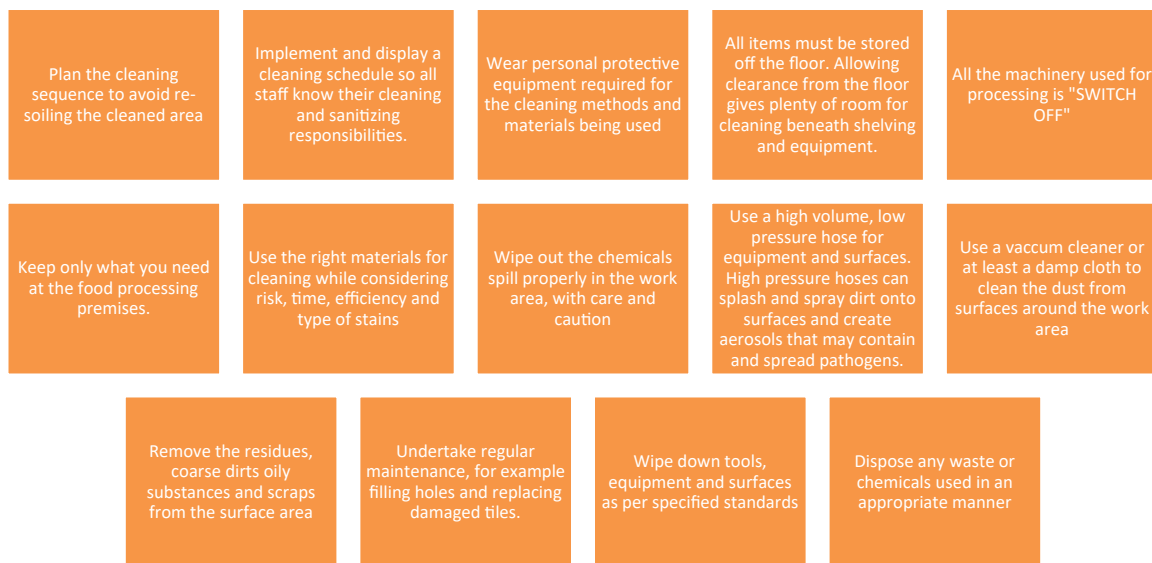 Plan the cleaning
sequence to avoid re-
soiling the cleaned area
Implement and display a
cleaning schedule so all
staff know their cleaning
and sanitizing
responsibilities.
Wear personal protective
equipment required for
the cleaning methods and
materials being used
All items must be stored
off the floor. Allowing
clearance from the floor
gives plenty of room for
cleaning beneath shelving
and equipment.
All the machinery used for
processing is "SWITCH
OFF"
Keep only what you need
at the food processing
premises.
Use the right materials for
cleaning while considering
risk, time, efficiency and
type of stains
Wipe out the chemicals
spill properly in the work
area, with care and
caution
Use a high volume, low
pressure hose for
equipment and surfaces.
High pressure hoses can
splash and spray dirt onto
surfaces and create
aerosols that may contain
and spread pathogens.
Use a vaccum cleaner or
at least a damp cloth to
clean the dust from
surfaces around the work
area
Remove the residues,
coarse dirts oily
substances and scraps
from the surface area
Undertake regular
maintenance, for example
filling holes and replacing
damaged tiles.
Wipe down tools,
equipment and surfaces
as per specified standards
Dispose any waste or
chemicals used in an
appropriate manner